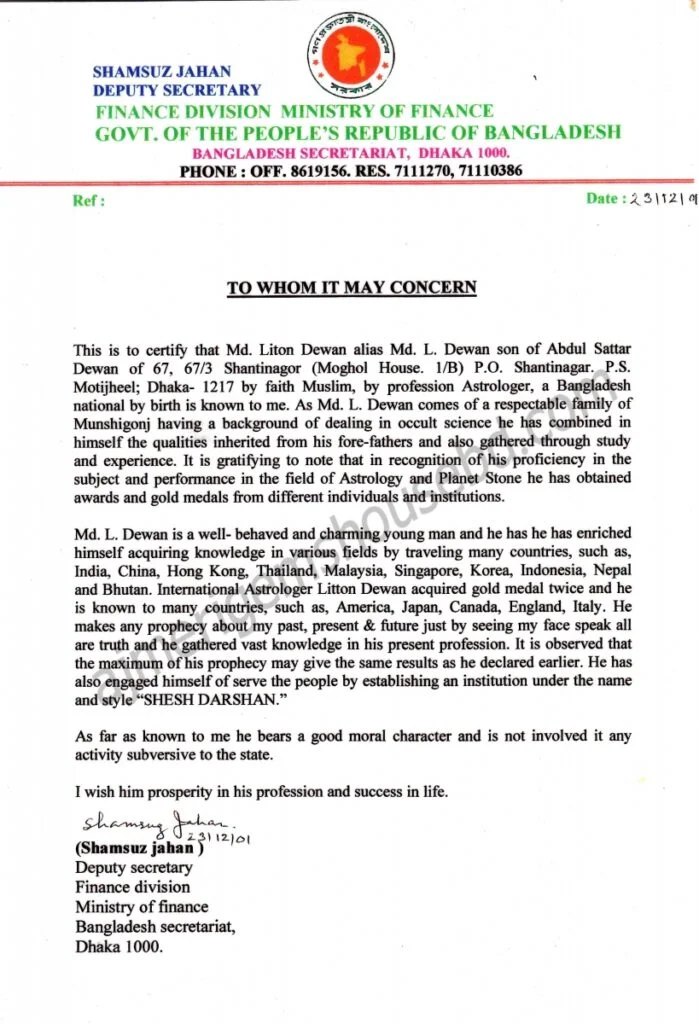 গণপ্রজাতন্ত্রী বাংলাদেশ
সরকার
SHAMSUZ JAHAN
DEPUTY SECRETARY
FINANCE DIVISION MINISTRY OF FINANCE
GOVT. OF THE PEOPLE'S REPUBLIC OF BANGLADESH
BANGLADESH SECRETARIAT, DHAKA 1000.
PHONE : OFF. 8619156. RES. 7111270, 71110386
Ref :
Date : 23/12/01
TO WHOM IT MAY CONCERN
This is to certify that Md. Liton Dewan alias Md. L. Dewan son of Abdul Sattar
Dewan of 67, 67/3 Shantinagor (Moghol House. 1/B) P.O. Shantinagar. P.S.
Motijheel; Dhaka- 1217 by faith Muslim, by profession Astrologer, a Bangladesh
national by birth is known to me. As Md. L. Dewan comes of a respectable family of
Munshigonj having a background of dealing in occult science he has combined in
himself the qualities inherited from his fore-fathers and also gathered through study
and experience. It is gratifying to note that in recognition of his proficiency in the
subject and performance in the field of Astrology and Planet Stone he has obtained
awards and gold medals from different individuals and institutions.
Md. L. Dewan is a well- behaved and charming young man and he has he has enriched
himself acquiring knowledge in various fields by traveling many countries, such as,
India, China, Hong Kong, Thailand, Malaysia, Singapore, Korea, Indonesia, Nepal
and Bhutan. International Astrologer Litton Dewan acquired gold medal twice and he
is known to many countries, such as, America, Japan, Canada, England, Italy. He
makes any prophecy about my past, present & future just by seeing my face speak all
are truth and he gathered vast knowledge in his present profession. It is observed that
the maximum of his prophecy may give the same results as he declared earlier. He has
also engaged himself of serve the people by establishing an institution under the name
and style “SHESH DARSHAN.”
As far as known to me he bears a good moral character and is not involved it any
activity subversive to the state.
I wish him prosperity in his profession and success in life.
Shamsuz Jahan.
23/12/01
(Shamsuz jahan )
Deputy secretary
Finance division
Ministry of finance
Bangladesh secretariat,
Dhaka 1000.
ajmerigemshousebd.com